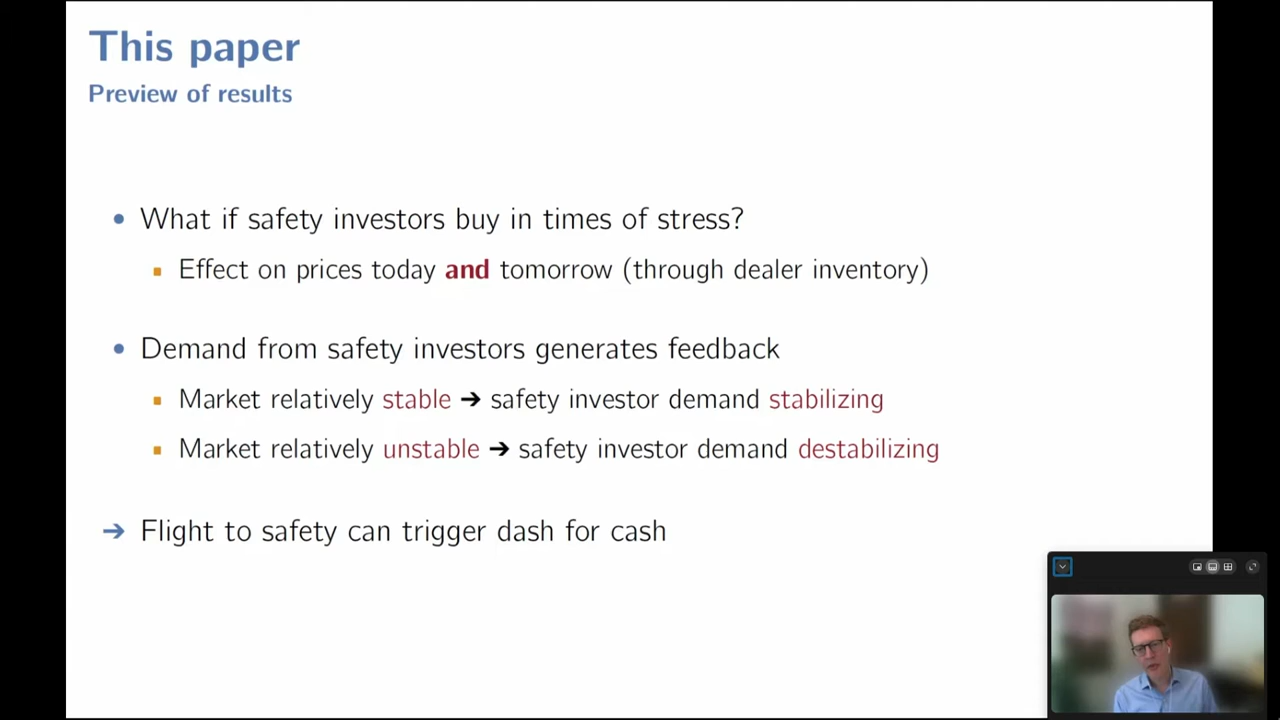 This paper
Preview of results
What if safety investors buy in times of stress?
Effect on prices today and tomorrow (through dealer inventory)
Demand from safety investors generates feedback
Market relatively stable ➔ safety investor demand stabilizing
Market relatively unstable ➔ safety investor demand destabilizing
➔ Flight to safety can trigger dash for cash